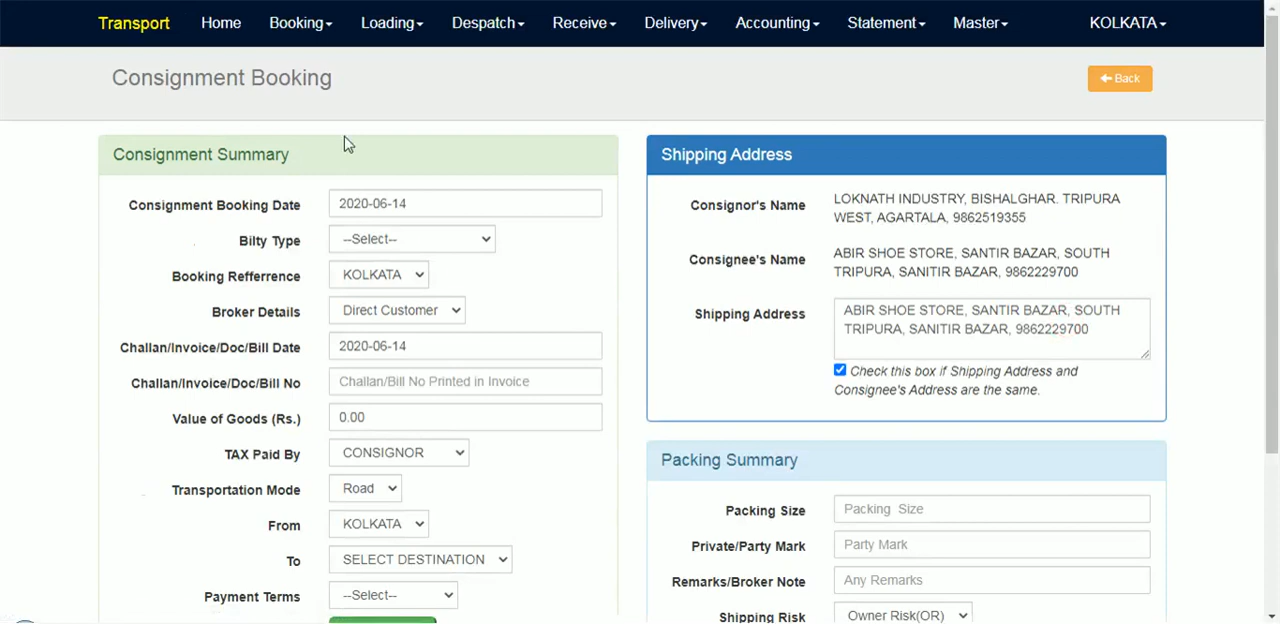 Transport Home Booking Loading Despatch Receive Delivery Accounting Statement Master KOLKATA
Consignment Booking
Back
Consignment Summary
Consignment Booking Date 2020-06-14
Bilty Type --Select--
Booking Refferrence KOLKATA
Broker Details Direct Customer
Challan/Invoice/Doc/Bill Date 2020-06-14
Challan/Invoice/Doc/Bill No Challan/Bill No Printed in Invoice
Value of Goods (Rs.) 0.00
TAX Paid By CONSIGNOR
Transportation Mode Road
From KOLKATA
To SELECT DESTINATION
Payment Terms --Select--
Shipping Address
Consignor's Name LOKNATH INDUSTRY, BISHALGHAR. TRIPURA
WEST, AGARTALA, 9862519355
Consignee's Name ABIR SHOE STORE, SANTIR BAZAR, SOUTH
TRIPURA, SANITIR BAZAR, 9862229700
Shipping Address ABIR SHOE STORE, SANTIR BAZAR, SOUTH
TRIPURA, SANITIR BAZAR, 9862229700
Check this box if Shipping Address and
Consignee's Address are the same.
Packing Summary
Packing Size Packing Size
Private/Party Mark Party Mark
Remarks/Broker Note Any Remarks
Shipping Risk Owner Risk(OR)